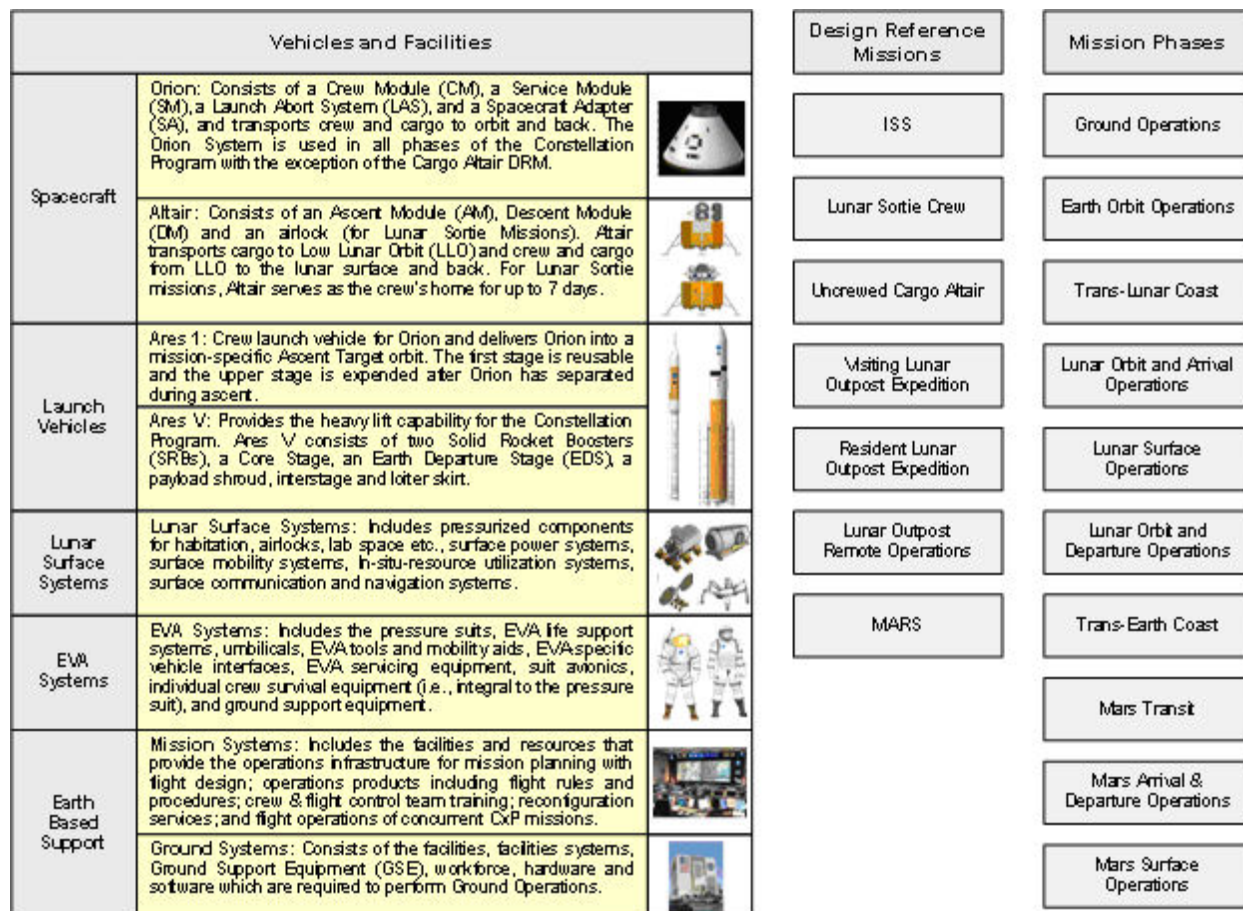 Vehicles and Facilities
Spacecraft
Orion: Consists of a Crew Module (CM), a Service Module
(SM), a Launch Abort System (LAS), and a Spacecraft Adapter
(SA), and transports crew and cargo to orbit and back. The
Orion System is used in all phases of the Constellation
Program with the exception of the Cargo Altair DRM.
Altair: Consists of an Ascent Module (AM), Descent Module
(DM) and an airlock (for Lunar Sortie Missions). Altair
transports cargo to Low Lunar Orbit (LLO) and crew and cargo
from LLO to the lunar surface and back. For Lunar Sortie
missions, Altair serves as the crew's home for up to 7 days.
Launch
Vehicles
Ares 1: Crew launch vehicle for Orion and delivers Orion into a
mission-specific Ascent Target orbit. The first stage is reusable
and the upper stage is expended after Orion has separated
during ascent.
Ares V: Provides the heavy lift capability for the Constellation
Program. Ares V consists of two Solid Rocket Boosters
(SRBs), a Core Stage, an Earth Departure Stage (EDS), a
payload shroud, interstage and loiter skirt.
Lunar
Surface
Systems
Lunar Surface Systems: Includes pressurized components
for habitation, airlocks, lab space etc., surface power systems,
surface mobility systems, In-situ-resource utilization systems,
surface communication and navigation systems.
EVA
Systems
EVA Systems: Includes the pressure suits, EVA life support
systems, umbilicals, EVA tools and mobility aids, EVA-specific
vehicle interfaces, EVA servicing equipment, suit avionics,
individual crew survival equipment (i.e., integral to the pressure
suit), and ground support equipment.
Earth
Based
Support
Mission Systems: Includes the facilities and resources that
provide the operations infrastructure for mission planning with
flight design; operations products including flight rules and
procedures; crew & flight control team training; reconfiguration
services; and flight operations of concurrent CxP missions.
Ground Systems: Consists of the facilities, facilities systems,
Ground Support Equipment (GSE), workforce, hardware and
software which are required to perform Ground Operations.
Design Reference
Missions
ISS
Lunar Sortie Crew
Uncrewed Cargo Altair
Visiting Lunar
Outpost Expedition
Resident Lunar
Outpost Expedition
Lunar Outpost
Remote Operations
MARS
Mission Phases
Ground Operations
Earth Orbit Operations
Trans-Lunar Coast
Lunar Orbit and Arrival
Operations
Lunar Surface
Operations
Lunar Orbit and
Departure Operations
Trans-Earth Coast
Mars Transit
Mars Arrival &
Departure Operations
Mars Surface
Operations